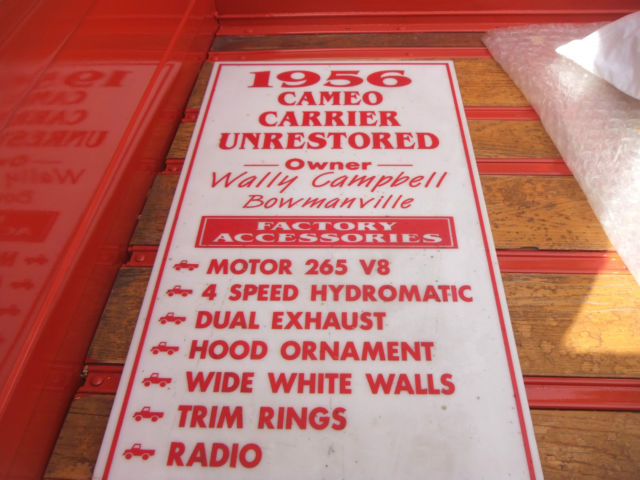 1956
CAMEO
CARRIER
UNRESTORED
Owner
Wally Campbell
Bowmanville
FACTORY
ACCESSORIES
MOTOR 265 V8
4 SPEED HYDROMATIC
DUAL EXHAUST
HOOD ORNAMENT
WIDE WHITE WALLS
TRIM RINGS
RADIO